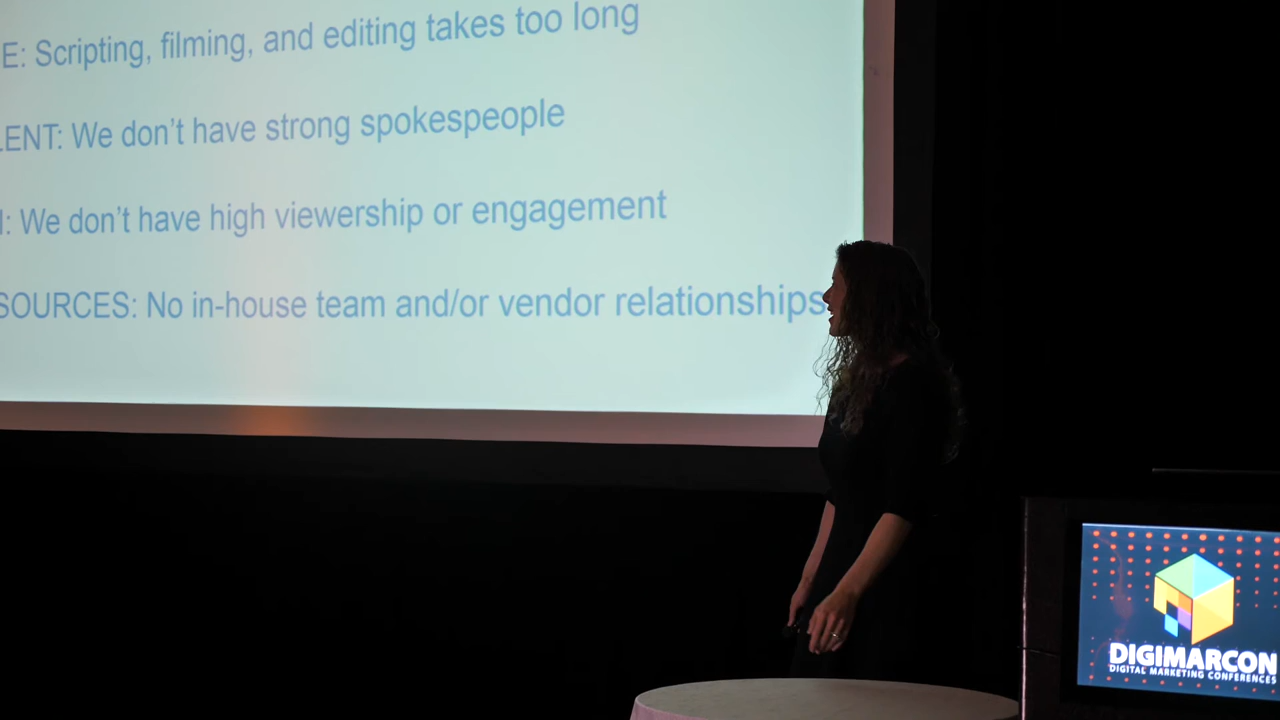 E: Scripting, filming, and editing takes too long
LENT: We don't have strong spokespeople
: We don't have high viewership or engagement
SOURCES: No in-house team and/or vendor relationships
DIGIMARCON
DIGITAL MARKETING CONFERENCES